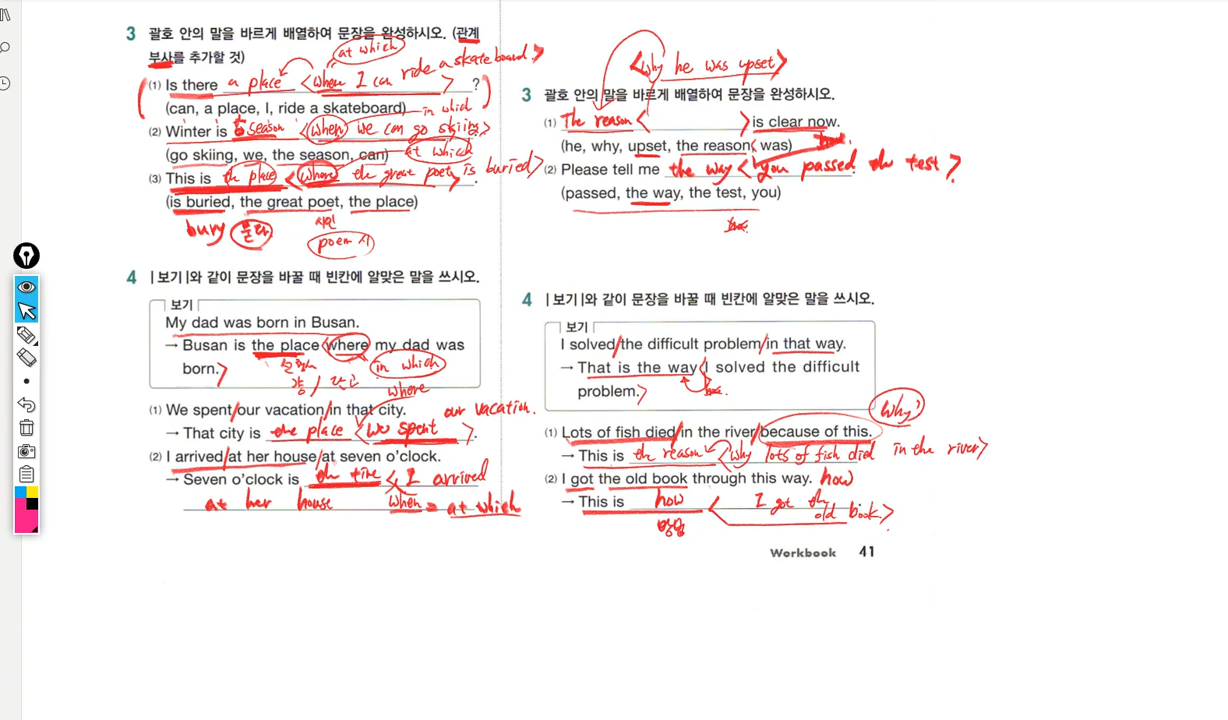 3 괄호 안의 말을 바르게 배열하여 문장을 완성하시오. (관계
부사를 추가할 것)
at which
(1) Is there a place < when I can ride a skateboard > ?
(can, a place, I, ride a skateboard)
in which
(2) Winter is season < when we can go skiing >
(go skiing, we, the season, can)
at which
(3) This is the place < where the great poet is buried > .
(is buried, the great poet, the place)
bury 묻다
시인
poem 시
4 |보기|와 같이 문장을 바꿀 때 빈칸에 알맞은 말을 쓰시오.
보기
My dad was born in Busan.
→ Busan is the place < where my dad was
born. >
in which
where
(1) We spent / our vacation / in that city.
→ That city is the place < we spent our vacation. > .
(2) I arrived / at her house / at seven o'clock.
→ Seven o'clock is the time < I arrived
at her house when = at which
< why he was upset >
3 괄호 안의 말을 바르게 배열하여 문장을 완성하시오.
(1) The reason < > is clear now.
(he, why, upset, the reason, was)
(2) Please tell me the way < you passed the test > .
(passed, the way, the test, you)
how
4 |보기|와 같이 문장을 바꿀 때 빈칸에 알맞은 말을 쓰시오.
보기
I solved / the difficult problem / in that way.
→ That is the way < I solved the difficult
problem. >
how
why?
(1) Lots of fish died / in the river / because of this.
→ This is the reason < why lots of fish died in the river >
(2) I got the old book through this way. how
→ This is how < I got the old book > .
방법
Workbook 41